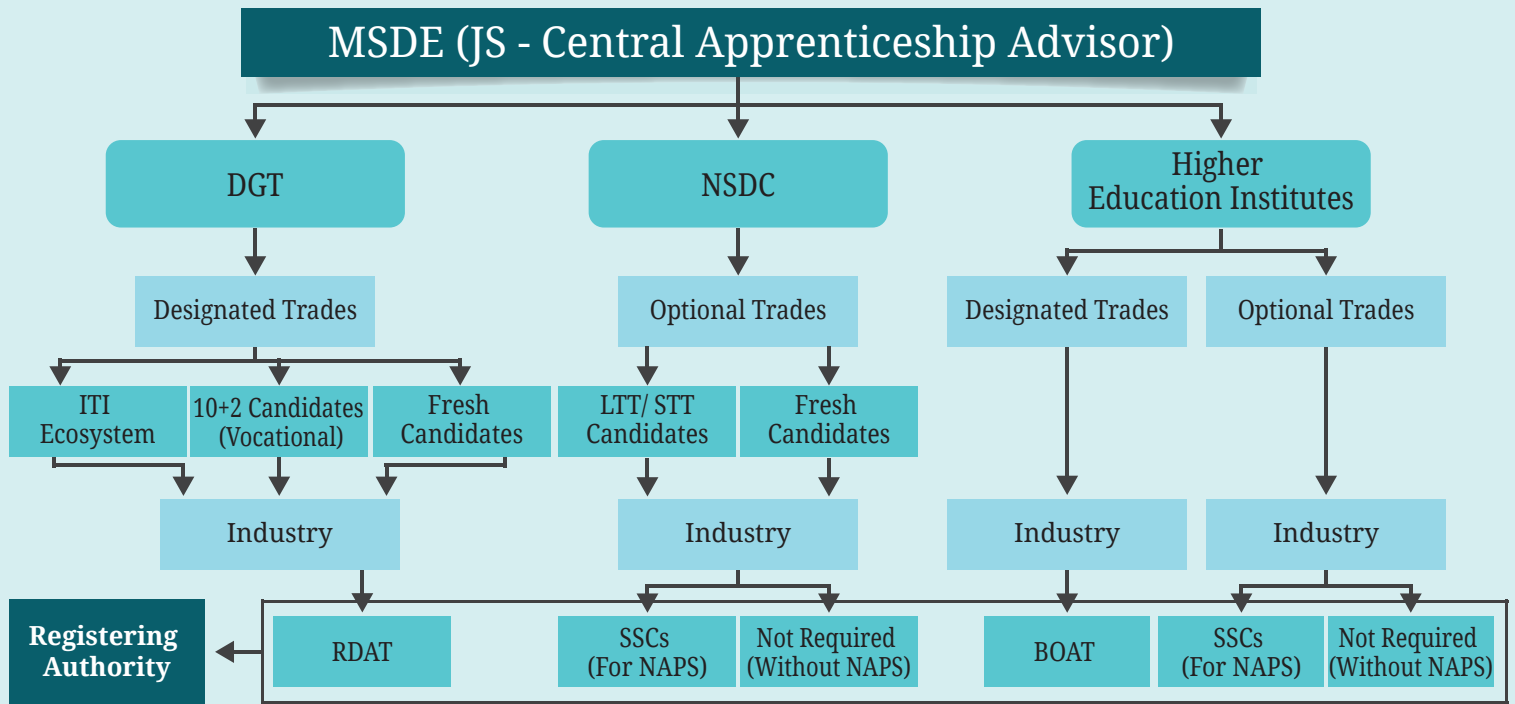 MSDE (JS - Central Apprenticeship Advisor)
DGT
NSDC
Higher
Education Institutes
Designated Trades
Optional Trades
Designated Trades
Optional Trades
ITI
Ecosystem
10+2 Candidates
(Vocational)
Fresh
Candidates
LTT/ STT
Candidates
Fresh
Candidates
Industry
Industry
Industry
Industry
Registering
Authority
RDAT
SSCs
(For NAPS)
Not Required
(Without NAPS)
BOAT
SSCs
(For NAPS)
Not Required
(Without NAPS)